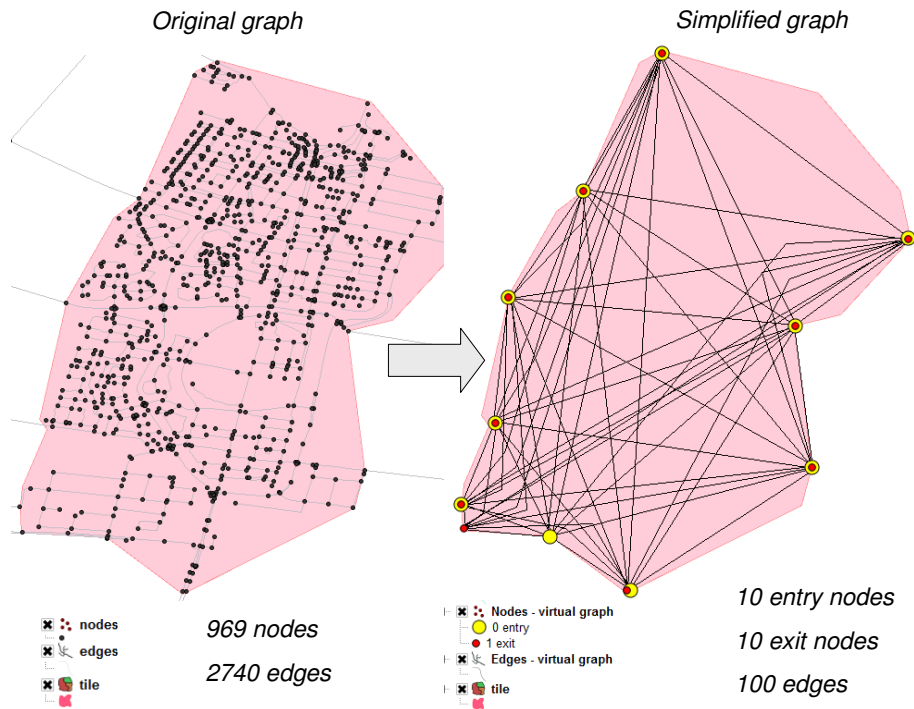 Original graph
Simplified graph
nodes
edges
tile
969 nodes
2740 edges
Nodes - virtual graph
0 entry
1 exit
Edges - virtual graph
tile
10 entry nodes
10 exit nodes
100 edges